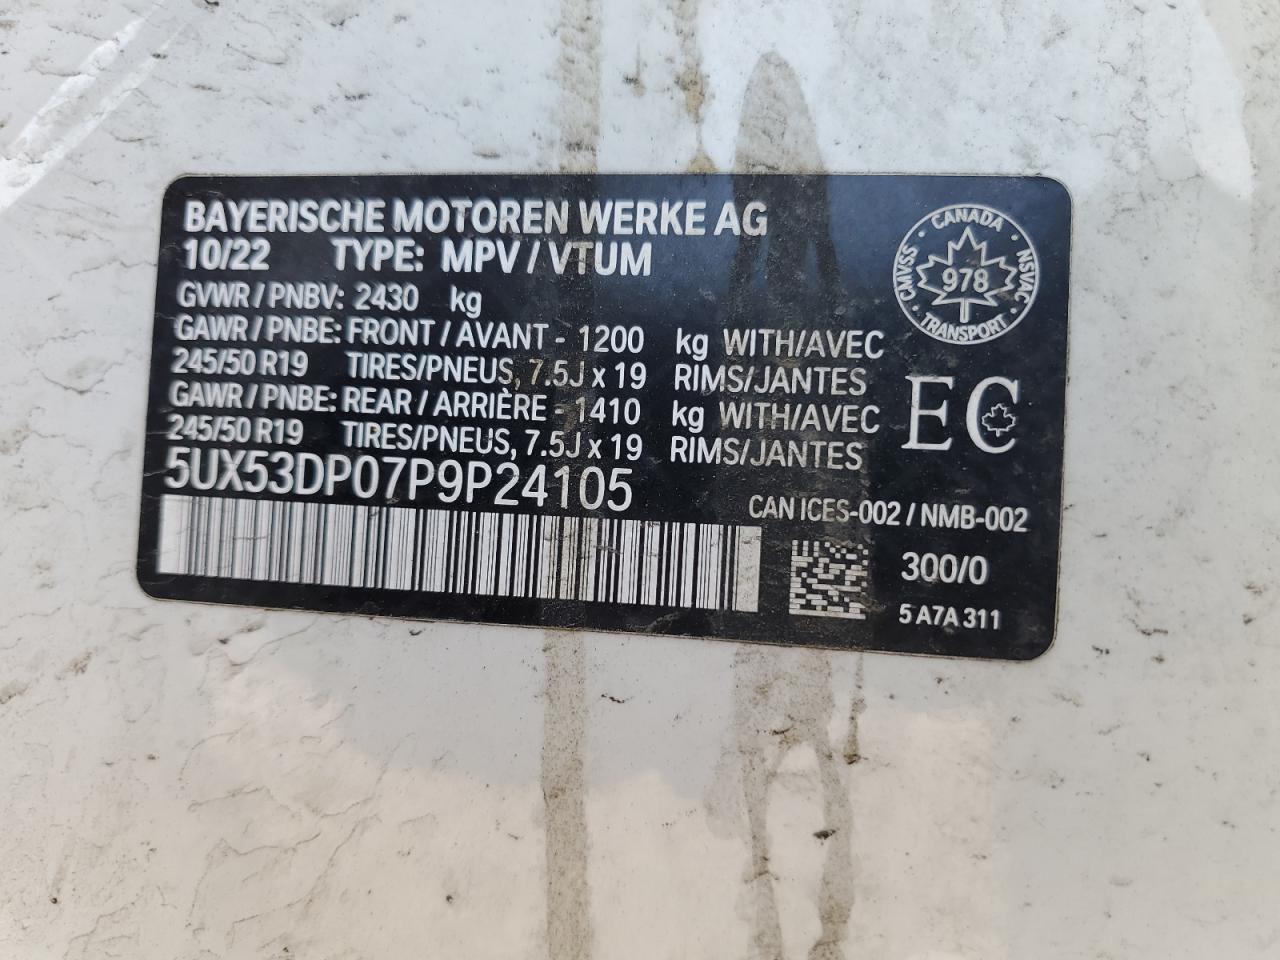 BAYERISCHE MOTOREN WERKE AG
10/22 TYPE: MPV / VTUM
GVWR / PNBV: 2430 kg
GAWR / PNBE: FRONT / AVANT - 1200 kg WITH/AVEC
245/50 R19 TIRES/PNEUS, 7.5J x 19 RIMS/JANTES
GAWR / PNBE: REAR / ARRIÈRE - 1410 kg WITH/AVEC
245/50 R19 TIRES/PNEUS, 7.5J x 19 RIMS/JANTES
5UX53DP07P9P24105
CANADA
CMVSS · NSVAC
978
TRANSPORT
EC
CAN ICES-002 / NMB-002
300/0
5 A7A 311